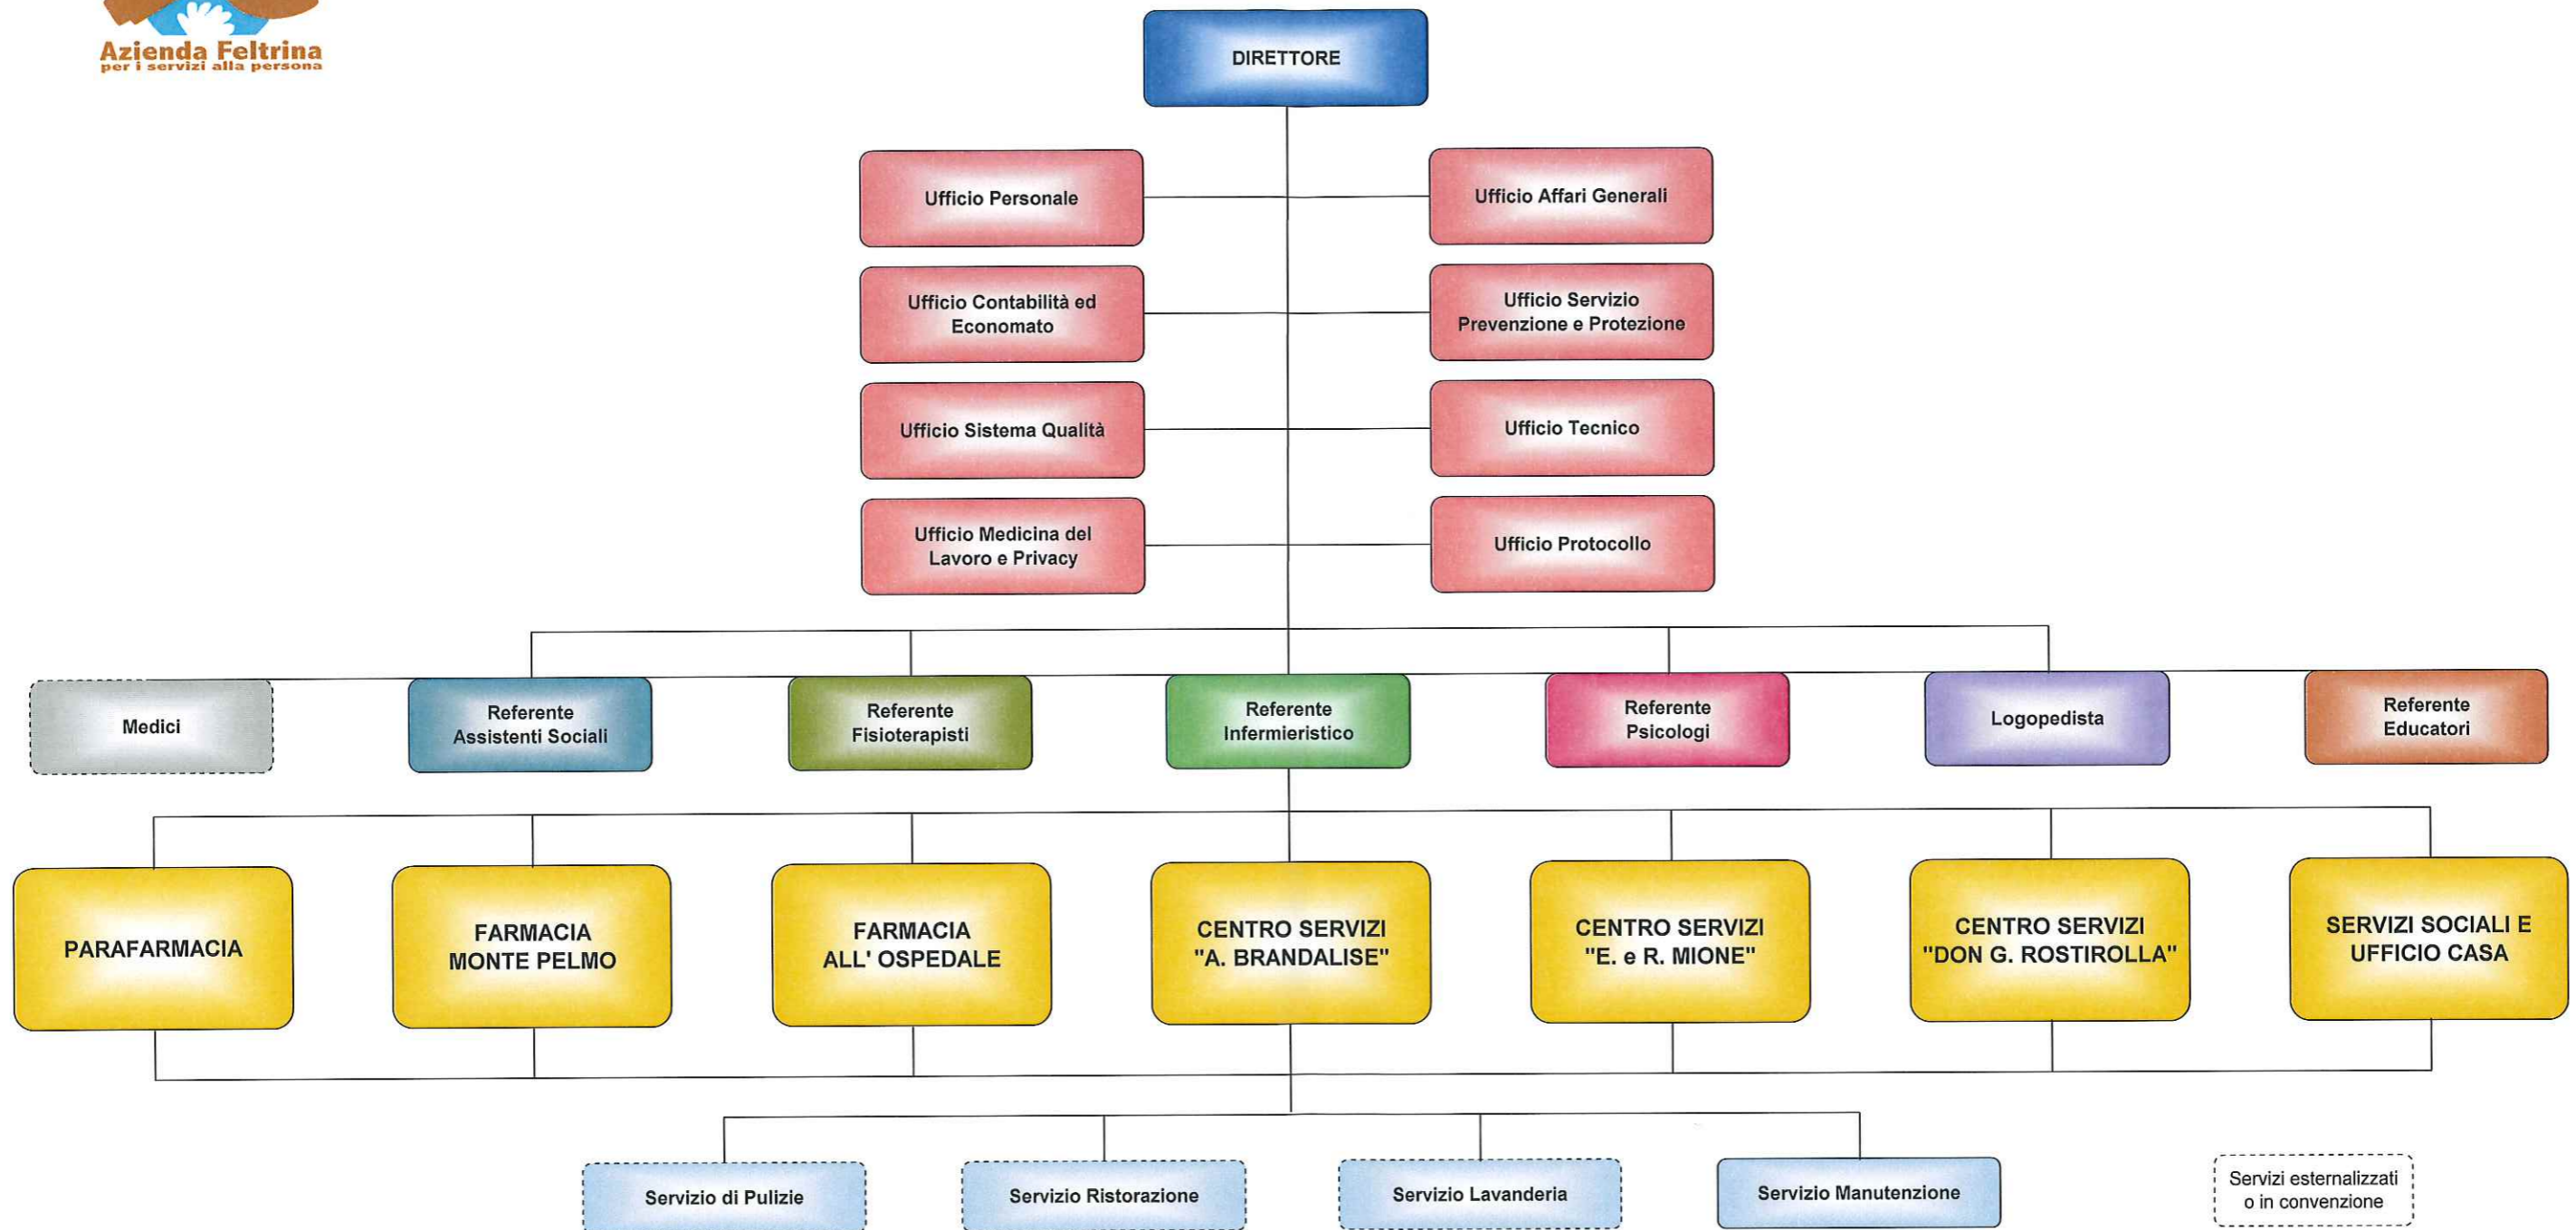 Azienda Feltrina
per i servizi alla persona
DIRETTORE
Ufficio Personale
Ufficio Affari Generali
Ufficio Contabilità ed
Economato
Ufficio Servizio
Prevenzione e Protezione
Ufficio Sistema Qualità
Ufficio Tecnico
Ufficio Medicina del
Lavoro e Privacy
Ufficio Protocollo
Medici
Referente
Assistenti Sociali
Referente
Fisioterapisti
Referente
Infermieristico
Referente
Psicologi
Logopedista
Referente
Educatori
PARAFARMACIA
FARMACIA
MONTE PELMO
FARMACIA
ALL' OSPEDALE
CENTRO SERVIZI
"A. BRANDALISE"
CENTRO SERVIZI
"E. e R. MIONE"
CENTRO SERVIZI
"DON G. ROSTIROLLA"
SERVIZI SOCIALI E
UFFICIO CASA
Servizio di Pulizie
Servizio Ristorazione
Servizio Lavanderia
Servizio Manutenzione
Servizi esternalizzati
o in convenzione